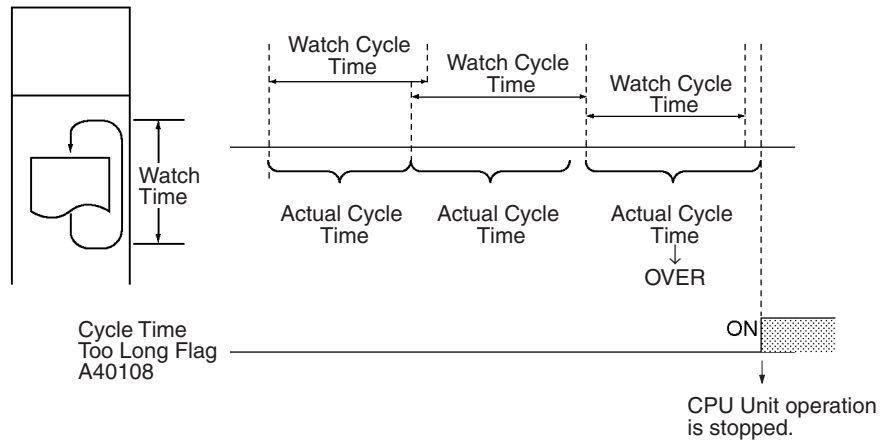 Watch Cycle
Time
Watch Cycle
Time
Watch Cycle
Time
Watch
Time
Actual Cycle
Time
Actual Cycle
Time
Actual Cycle
Time
OVER
Cycle Time
Too Long Flag
A40108
ON
CPU Unit operation
is stopped.